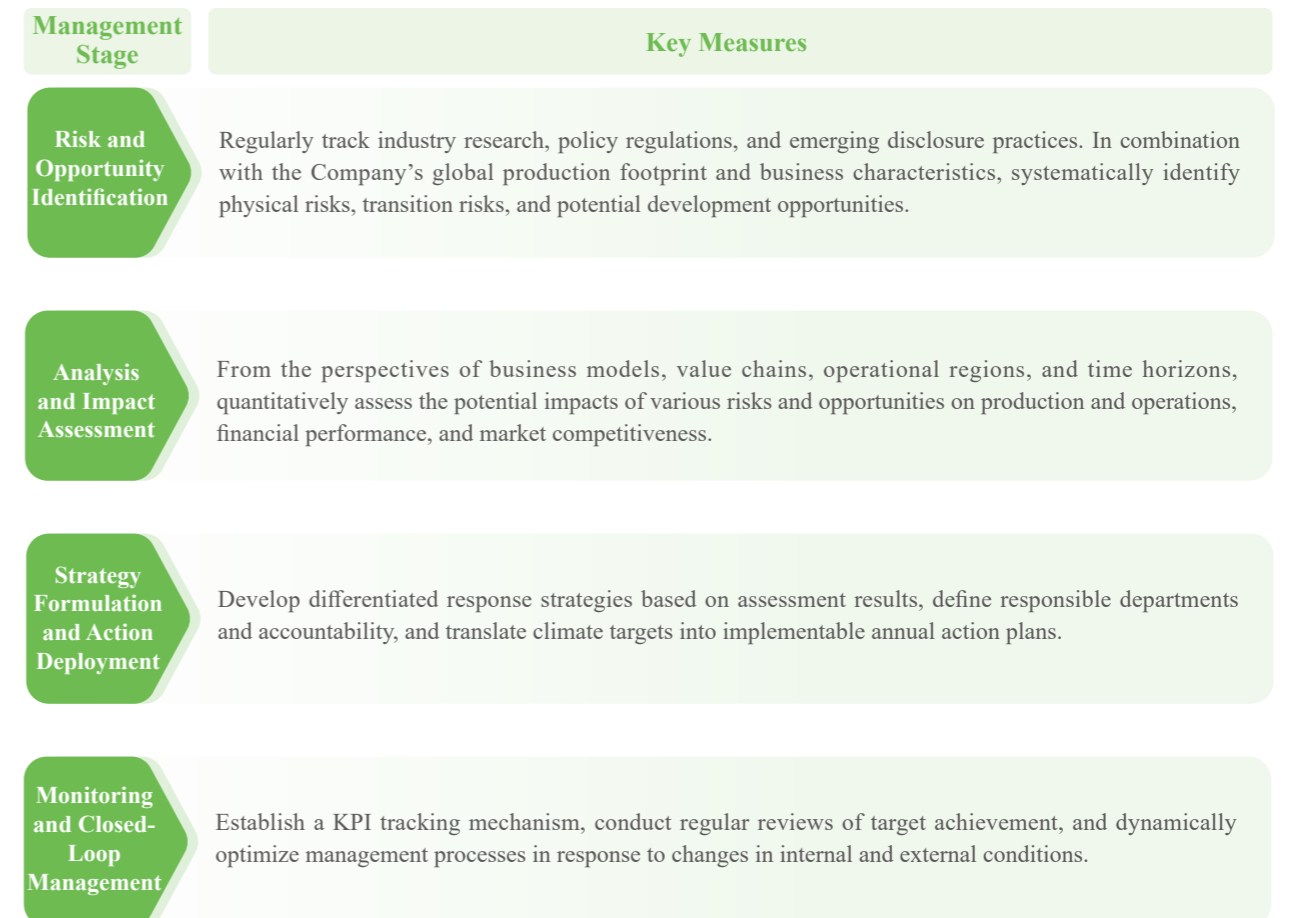 Management
Stage
Key Measures
Risk and
Opportunity
Identification
Regularly track industry research, policy regulations, and emerging disclosure practices. In combination
with the Company’s global production footprint and business characteristics, systematically identify
physical risks, transition risks, and potential development opportunities.
Analysis
and Impact
Assessment
From the perspectives of business models, value chains, operational regions, and time horizons,
quantitatively assess the potential impacts of various risks and opportunities on production and operations,
financial performance, and market competitiveness.
Strategy
Formulation
and Action
Deployment
Develop differentiated response strategies based on assessment results, define responsible departments
and accountability, and translate climate targets into implementable annual action plans.
Monitoring
and Closed-
Loop
Management
Establish a KPI tracking mechanism, conduct regular reviews of target achievement, and dynamically
optimize management processes in response to changes in internal and external conditions.